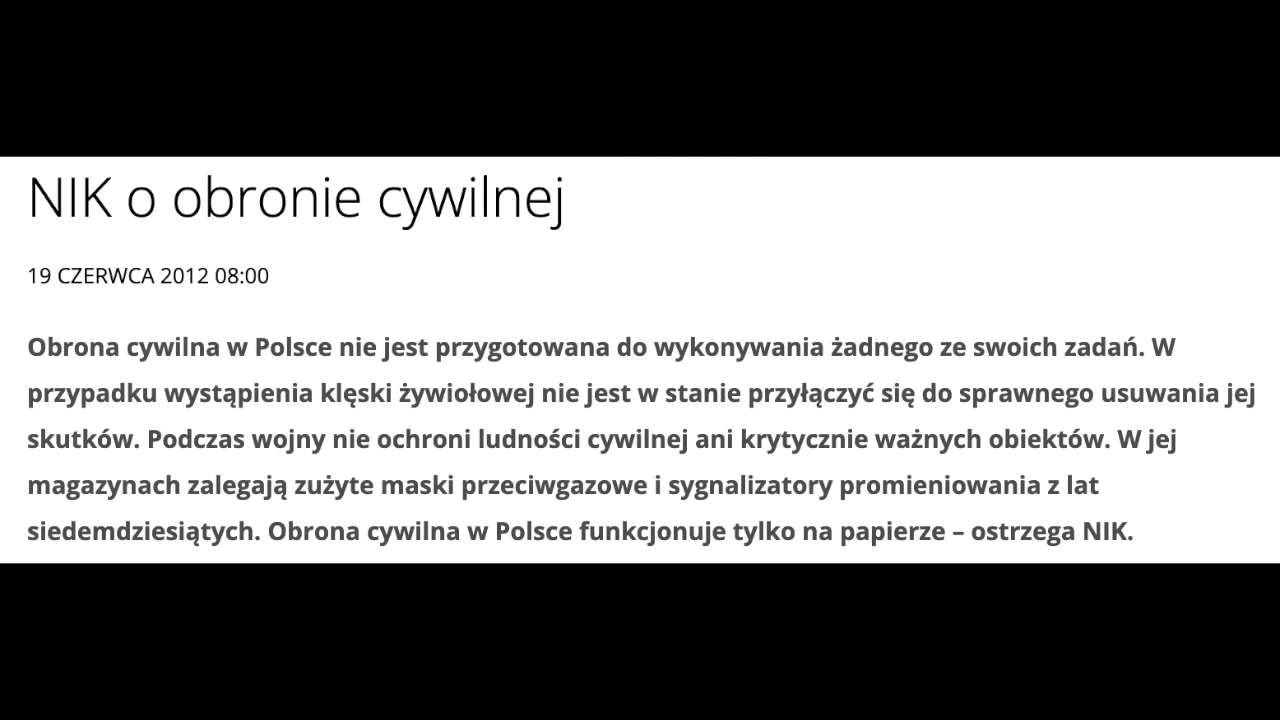 NIK o obronie cywilnej
19 CZERWCA 2012 08:00
Obrona cywilna w Polsce nie jest przygotowana do wykonywania żadnego ze swoich zadań. W
przypadku wystąpienia klęski żywiołowej nie jest w stanie przyłączyć się do sprawnego usuwania jej
skutków. Podczas wojny nie ochroni ludności cywilnej ani krytycznie ważnych obiektów. W jej
magazynach zalegają zużyte maski przeciwgazowe i sygnalizatory promieniowania z lat
siedemdziesiątych. Obrona cywilna w Polsce funkcjonuje tylko na papierze – ostrzega NIK.